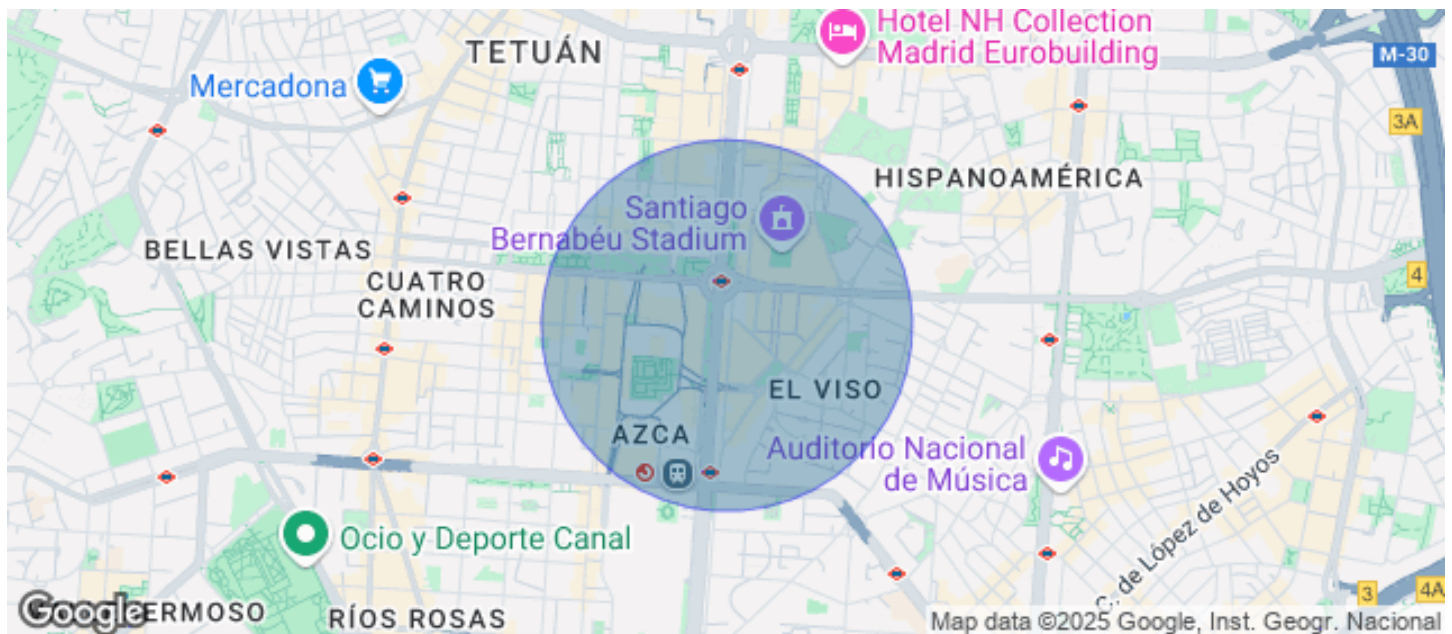 Hotel NH Collection
Madrid Eurobuilding
TETUÁN
M-30
Mercadona
3A
HISPANOAMÉRICA
Santiago
Bernabéu Stadium
BELLAS VISTAS
CUATRO
CAMINOS
4
EL VISO
AZCA
Auditorio Nacional
de Música
C. de López de Hoyos
Ocio y Deporte Canal
3
4A
Google
ERMOSO
RÍOS ROSAS
Map data ©2025 Google, Inst. Geogr. Nacional